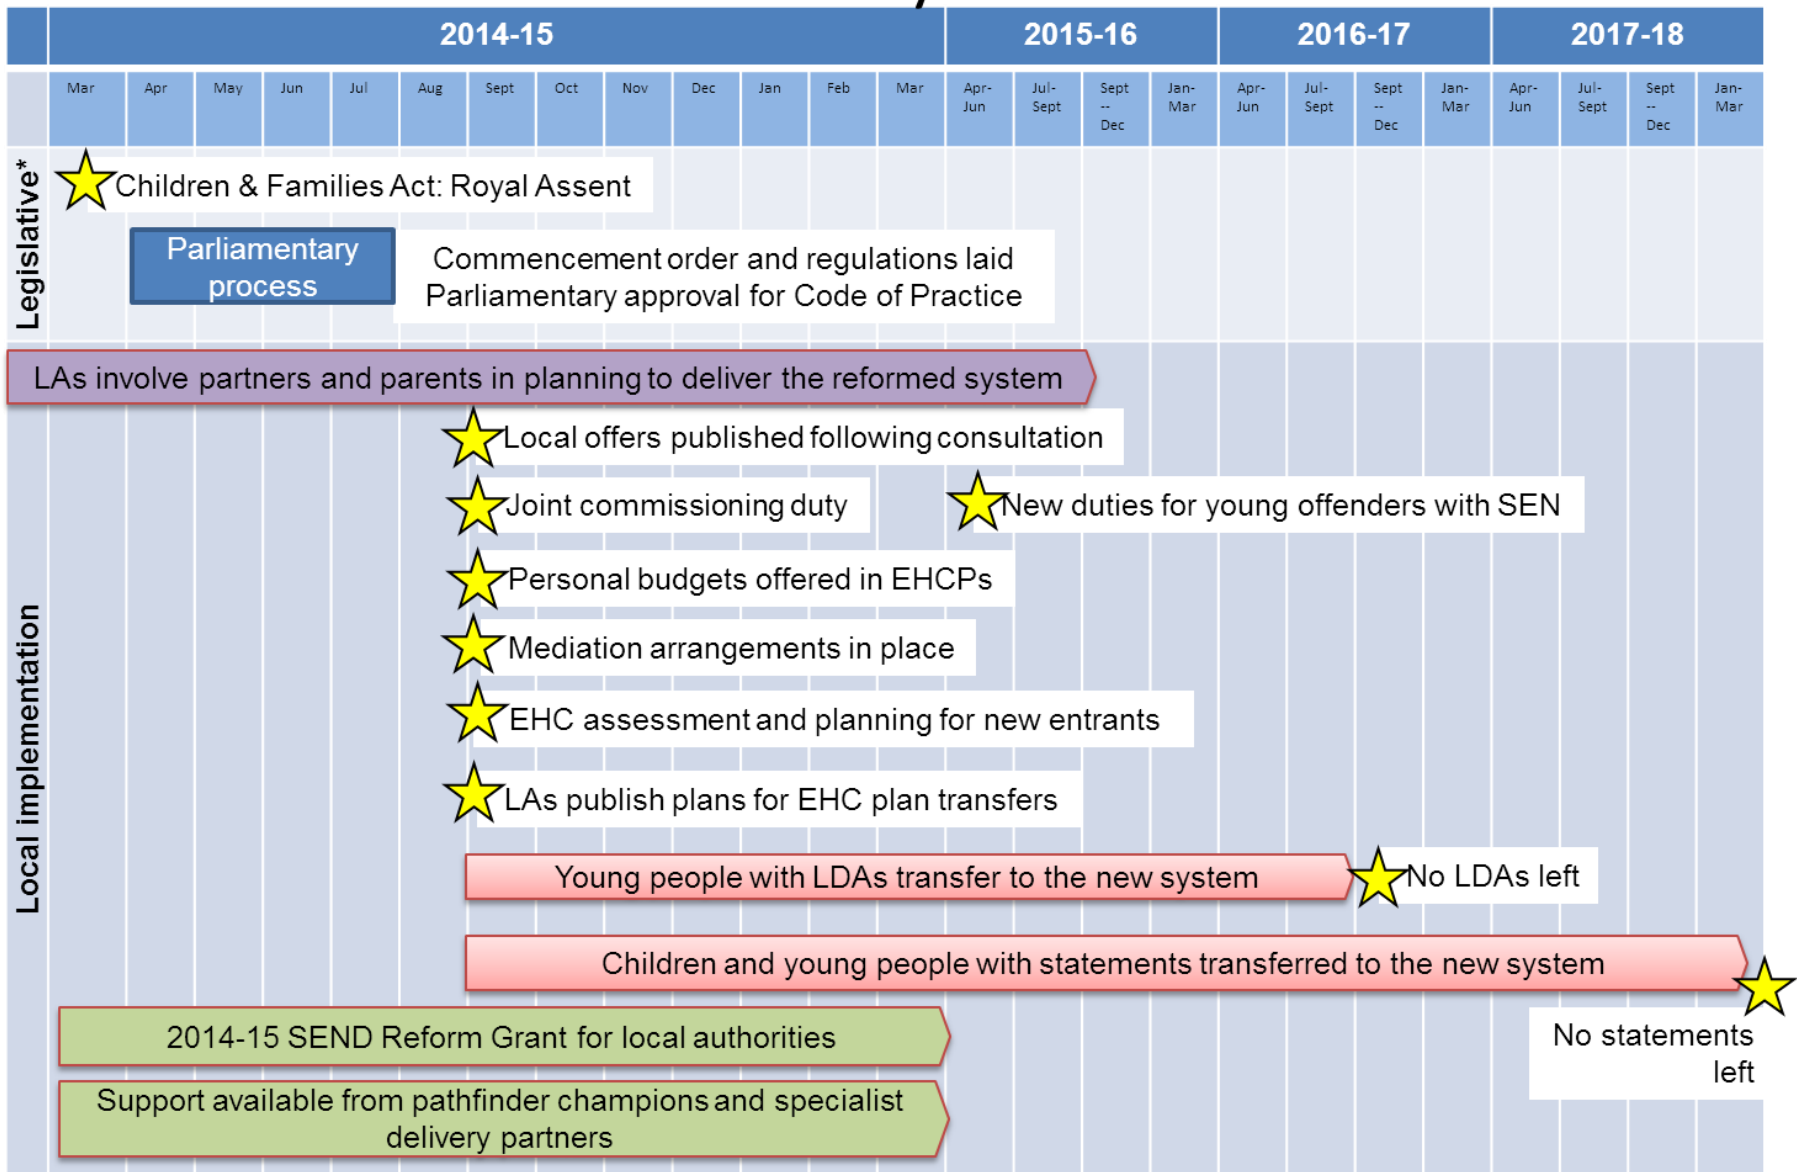 2014-15 2015-16 2016-17 2017-18
Mar Apr May Jun Jul Aug Sept Oct Nov Dec Jan Feb Mar Apr- Jul- Sept Jan- Apr- Jul- Sept Jan- Apr- Jul- Sept Jan-
Jun Sept -- Mar Jun Sept -- Mar Jun Sept -- Mar
Dec Dec Dec
Legislative*
Children & Families Act: Royal Assent
Parliamentary
process
Commencement order and regulations laid
Parliamentary approval for Code of Practice
Local implementation
LAs involve partners and parents in planning to deliver the reformed system
Local offers published following consultation
Joint commissioning duty
New duties for young offenders with SEN
Personal budgets offered in EHCPs
Mediation arrangements in place
EHC assessment and planning for new entrants
LAs publish plans for EHC plan transfers
Young people with LDAs transfer to the new system
No LDAs left
Children and young people with statements transferred to the new system
No statements
left
2014-15 SEND Reform Grant for local authorities
Support available from pathfinder champions and specialist
delivery partners